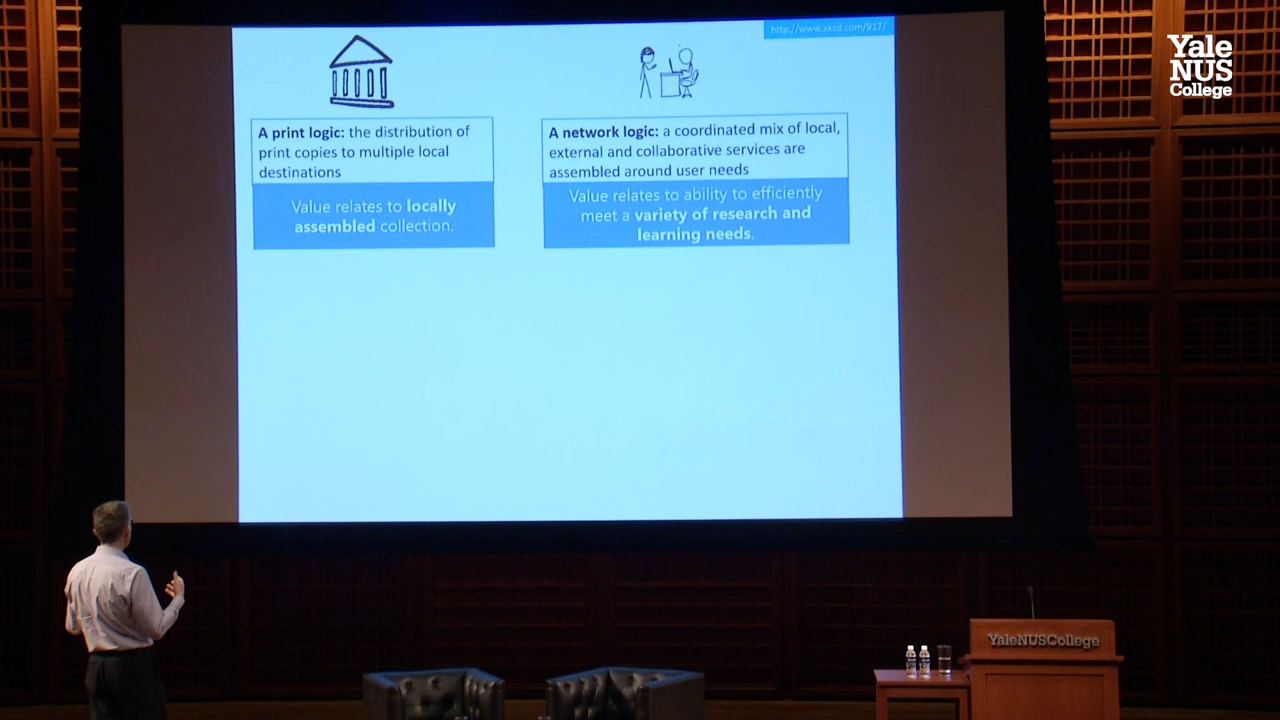 http://www.xkcd.com/917/
Yale
NUS
College
A print logic: the distribution of
print copies to multiple local
destinations
Value relates to locally
assembled collection.
A network logic: a coordinated mix of local,
external and collaborative services are
assembled around user needs
Value relates to ability to efficiently
meet a variety of research and
learning needs.
YaleNUSCollege